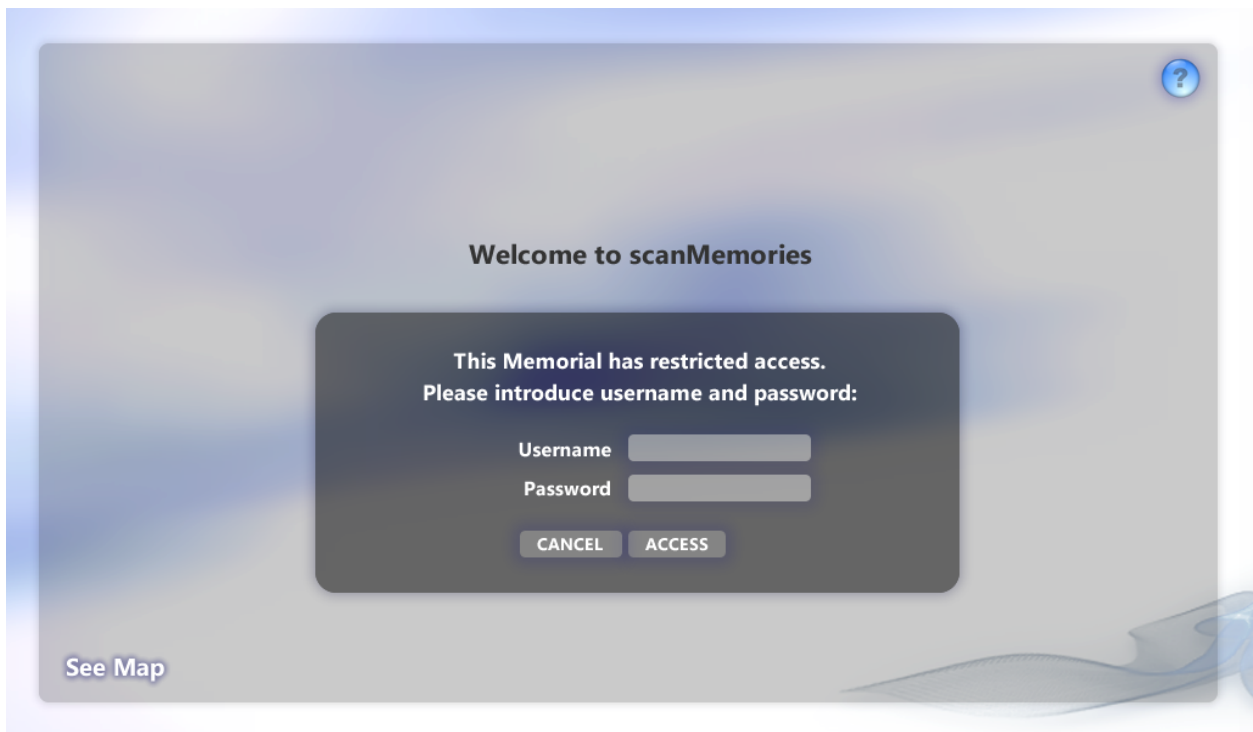 ?
Welcome to scanMemories
This Memorial has restricted access.
Please introduce username and password:
Username
Password
CANCEL ACCESS
See Map